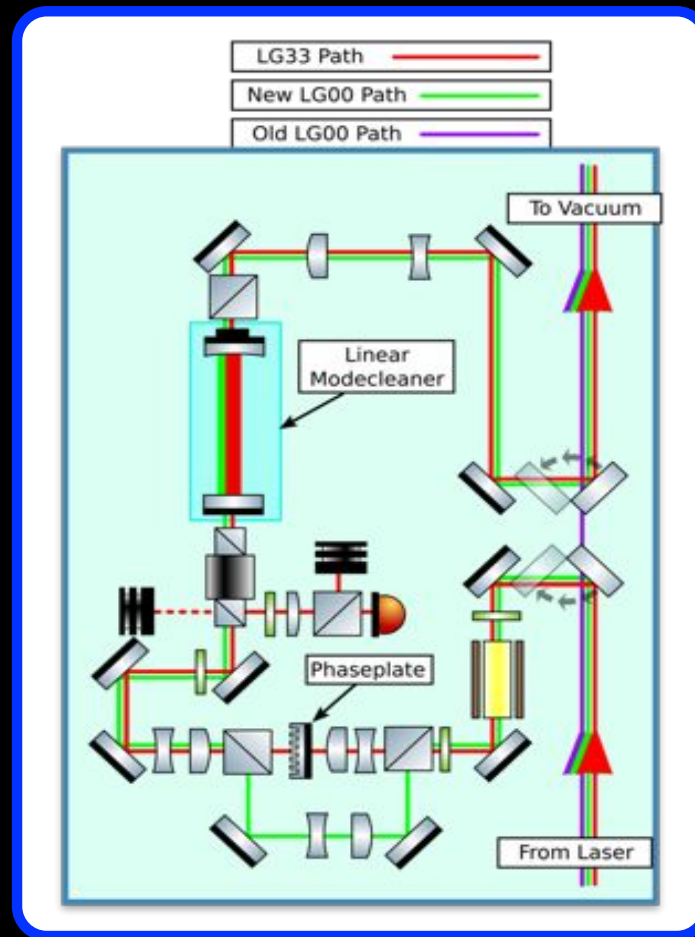 LG33 Path
New LG00 Path
Old LG00 Path
To Vacuum
Linear
Modecleaner
Phaseplate
From Laser